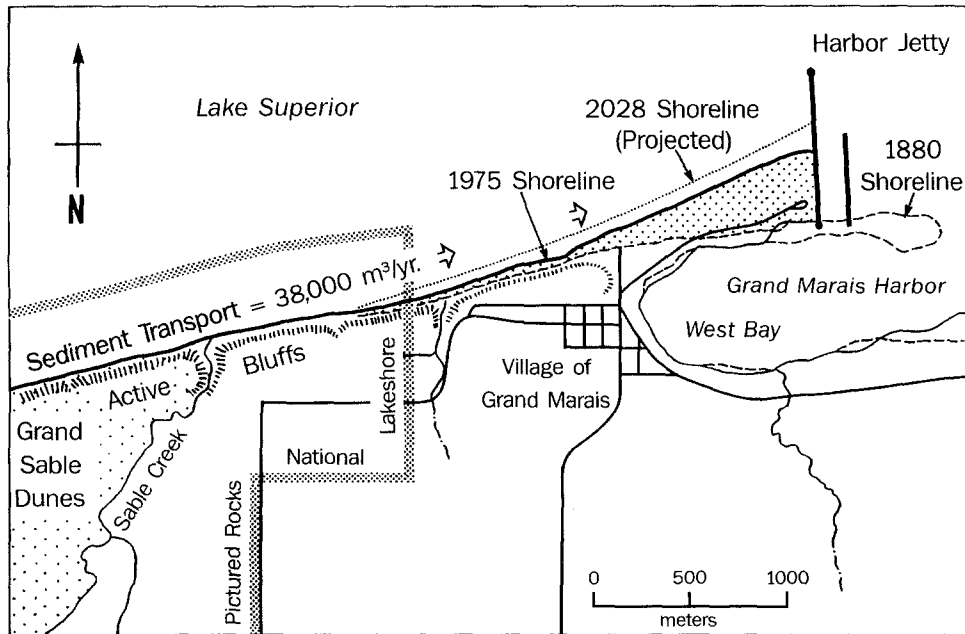 Harbor Jetty
Lake Superior
2028 Shoreline
(Projected)
1880
Shoreline
1975 Shoreline
N
Sediment Transport = 38,000 m³/yr.
Grand Marais Harbor
West Bay
Bluffs
Active
Village of
Grand Marais
Lakeshore
Grand
Sable
Dunes
Sable Creek
National
Pictured Rocks
0 500 1000
meters